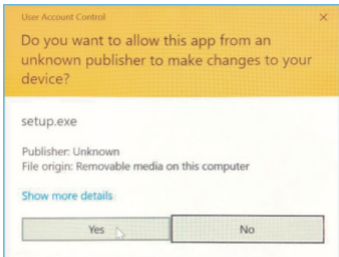 User Account Control
Do you want to allow this app from an
unknown publisher to make changes to your
device?
setup.exe
Publisher: Unknown
File origin: Removable media on this computer
Show more details
Yes
No